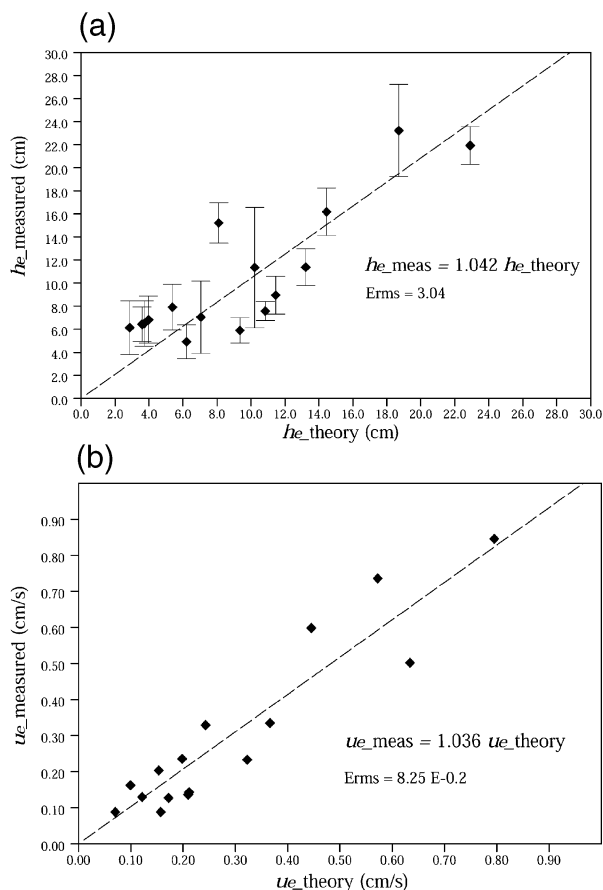 (a)
30.0
28.0
26.0
24.0
22.0
20.0
18.0
16.0
14.0
12.0
10.0
8.0
6.0
4.0
2.0
0.0
he_measured (cm)
he_meas = 1.042 he_theory
Erms = 3.04
0.0 2.0 4.0 6.0 8.0 10.0 12.0 14.0 16.0 18.0 20.0 22.0 24.0 26.0 28.0 30.0
he_theory (cm)
(b)
0.90
0.80
0.70
0.60
0.50
0.40
0.30
0.20
0.10
0.00
ue_measured (cm/s)
ue_meas = 1.036 ue_theory
Erms = 8.25 E-0.2
0.00 0.10 0.20 0.30 0.40 0.50 0.60 0.70 0.80 0.90
ue_theory (cm/s)